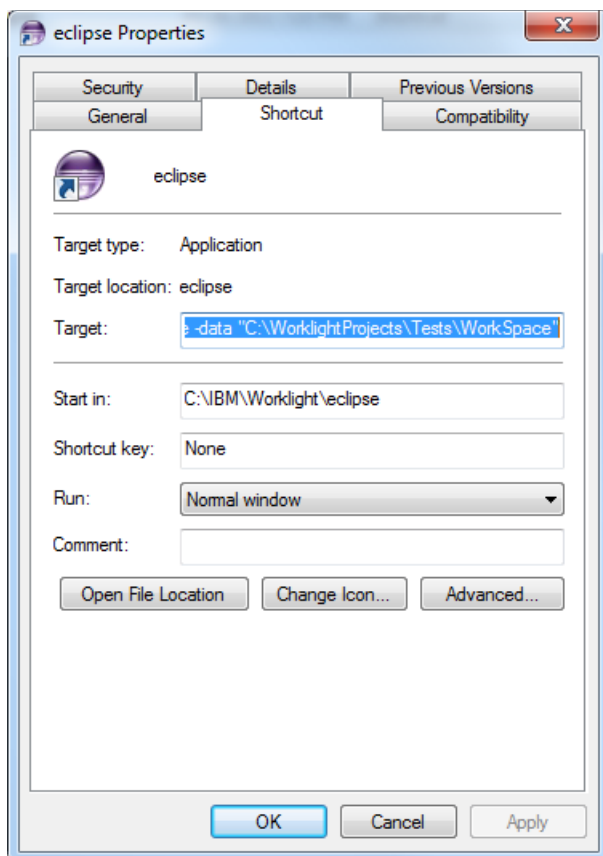 eclipse Properties
Security Details Previous Versions
General Shortcut Compatibility
eclipse
Target type: Application
Target location: eclipse
Target: e -data "C:\WorklightProjects\Tests\WorkSpace"
Start in: C:\IBM\Worklight\eclipse
Shortcut key: None
Run: Normal window
Comment:
Open File Location Change Icon... Advanced...
OK Cancel Apply